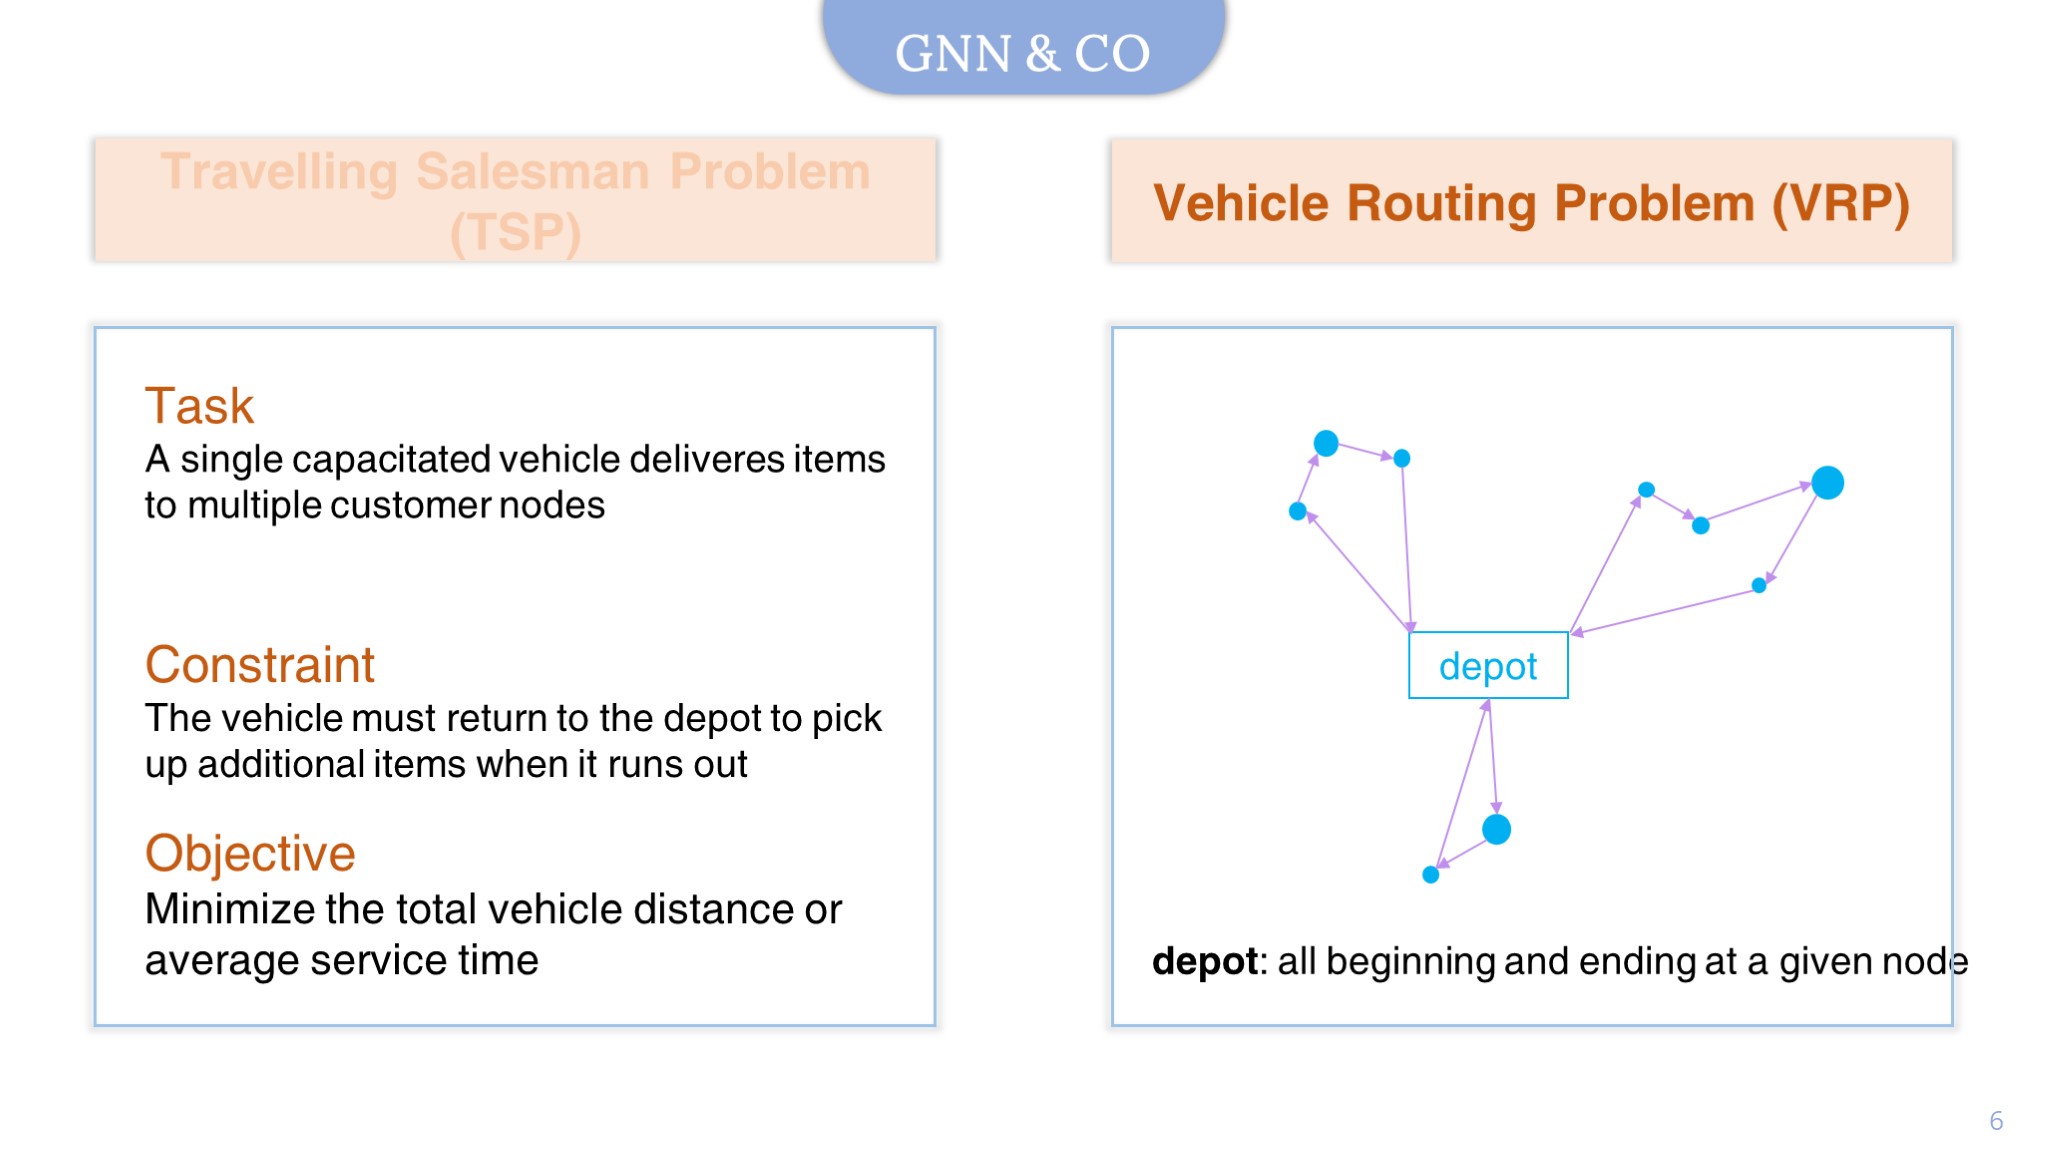 GNN & CO
Travelling Salesman Problem
(TSP)
Vehicle Routing Problem (VRP)
Task
A single capacitated vehicle deliveres items
to multiple customer nodes
Constraint
The vehicle must return to the depot to pick
up additional items when it runs out
Objective
Minimize the total vehicle distance or
average service time
depot
depot: all beginning and ending at a given node
6